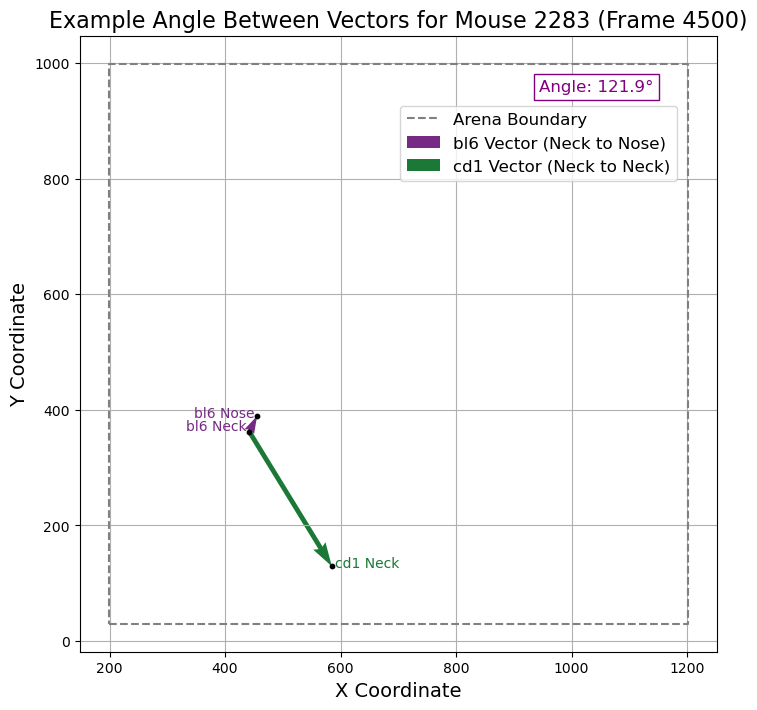 Example Angle Between Vectors for Mouse 2283 (Frame 4500)
Angle: 121.9°
Arena Boundary
bl6 Vector (Neck to Nose)
cd1 Vector (Neck to Neck)
Y Coordinate
1000
800
600
400
200
0
bl6 Nose
bl6 Neck
cd1 Neck
200
400
600
800
1000
1200
X Coordinate